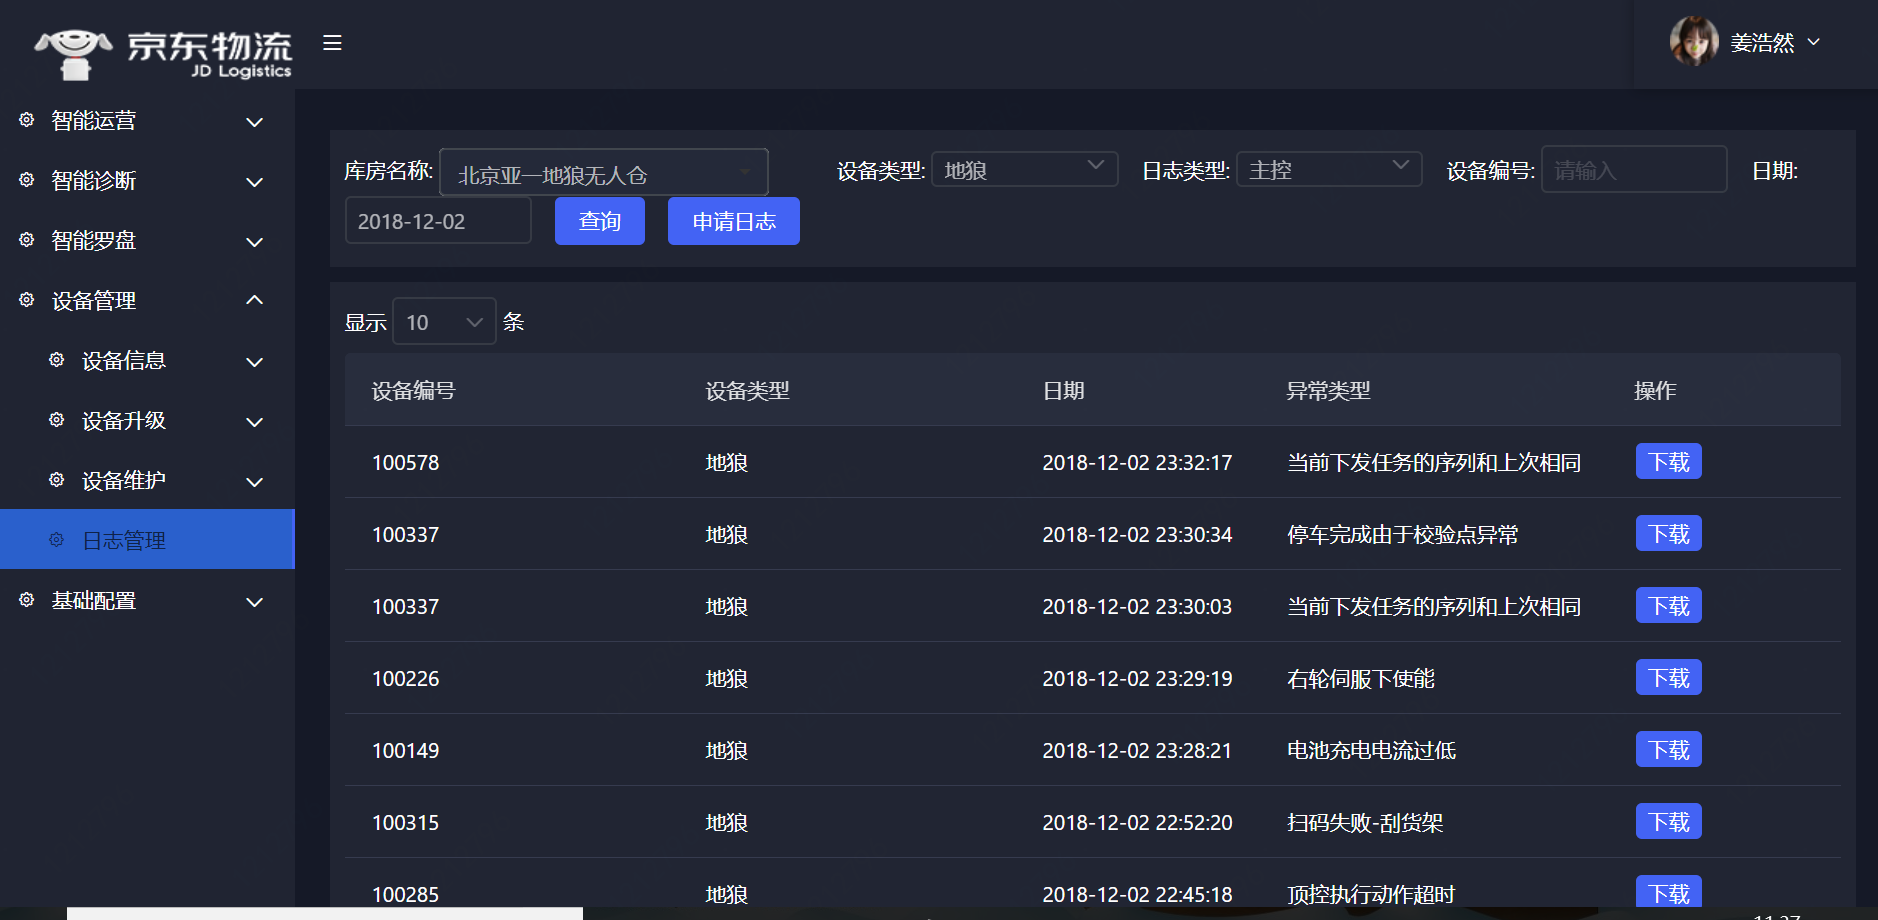 京东物流
JD Logistics
姜浩然
智能运营
智能诊断
智能罗盘
设备管理
设备信息
设备升级
设备维护
日志管理
基础配置
库房名称: 北京亚一地狼无人仓 设备类型: 地狼 日志类型: 主控 设备编号: 请输入 日期:
2018-12-02 查询 申请日志
显示 10 条
设备编号 设备类型 日期 异常类型 操作
100578 地狼 2018-12-02 23:32:17 当前下发任务的序列和上次相同 下载
100337 地狼 2018-12-02 23:30:34 停车完成由于校验点异常 下载
100337 地狼 2018-12-02 23:30:03 当前下发任务的序列和上次相同 下载
100226 地狼 2018-12-02 23:29:19 右轮伺服下使能 下载
100149 地狼 2018-12-02 23:28:21 电池充电电流过低 下载
100315 地狼 2018-12-02 22:52:20 扫码失败-刮货架 下载
100285 地狼 2018-12-02 22:45:18 顶控执行动作超时 下载